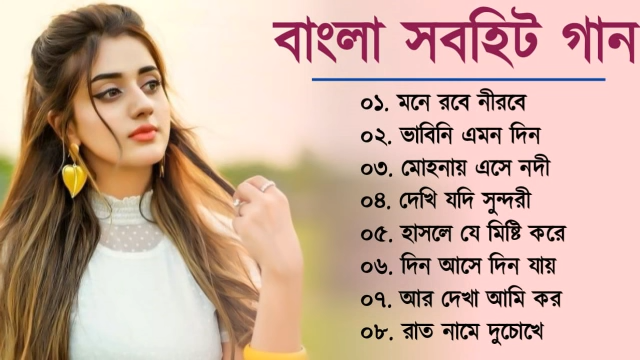 বাংলা সবহিট গান
০১. মনে রবে নীরবে
০২. ভাবিনি এমন দিন
০৩. মোহনায় এসে নদী
০৪. দেখি যদি সুন্দরী
০৫. হাসলে যে মিষ্টি করে
০৬. দিন আসে দিন যায়
০৭. আর দেখা আমি কর
০৮. রাত নামে দুচোখে